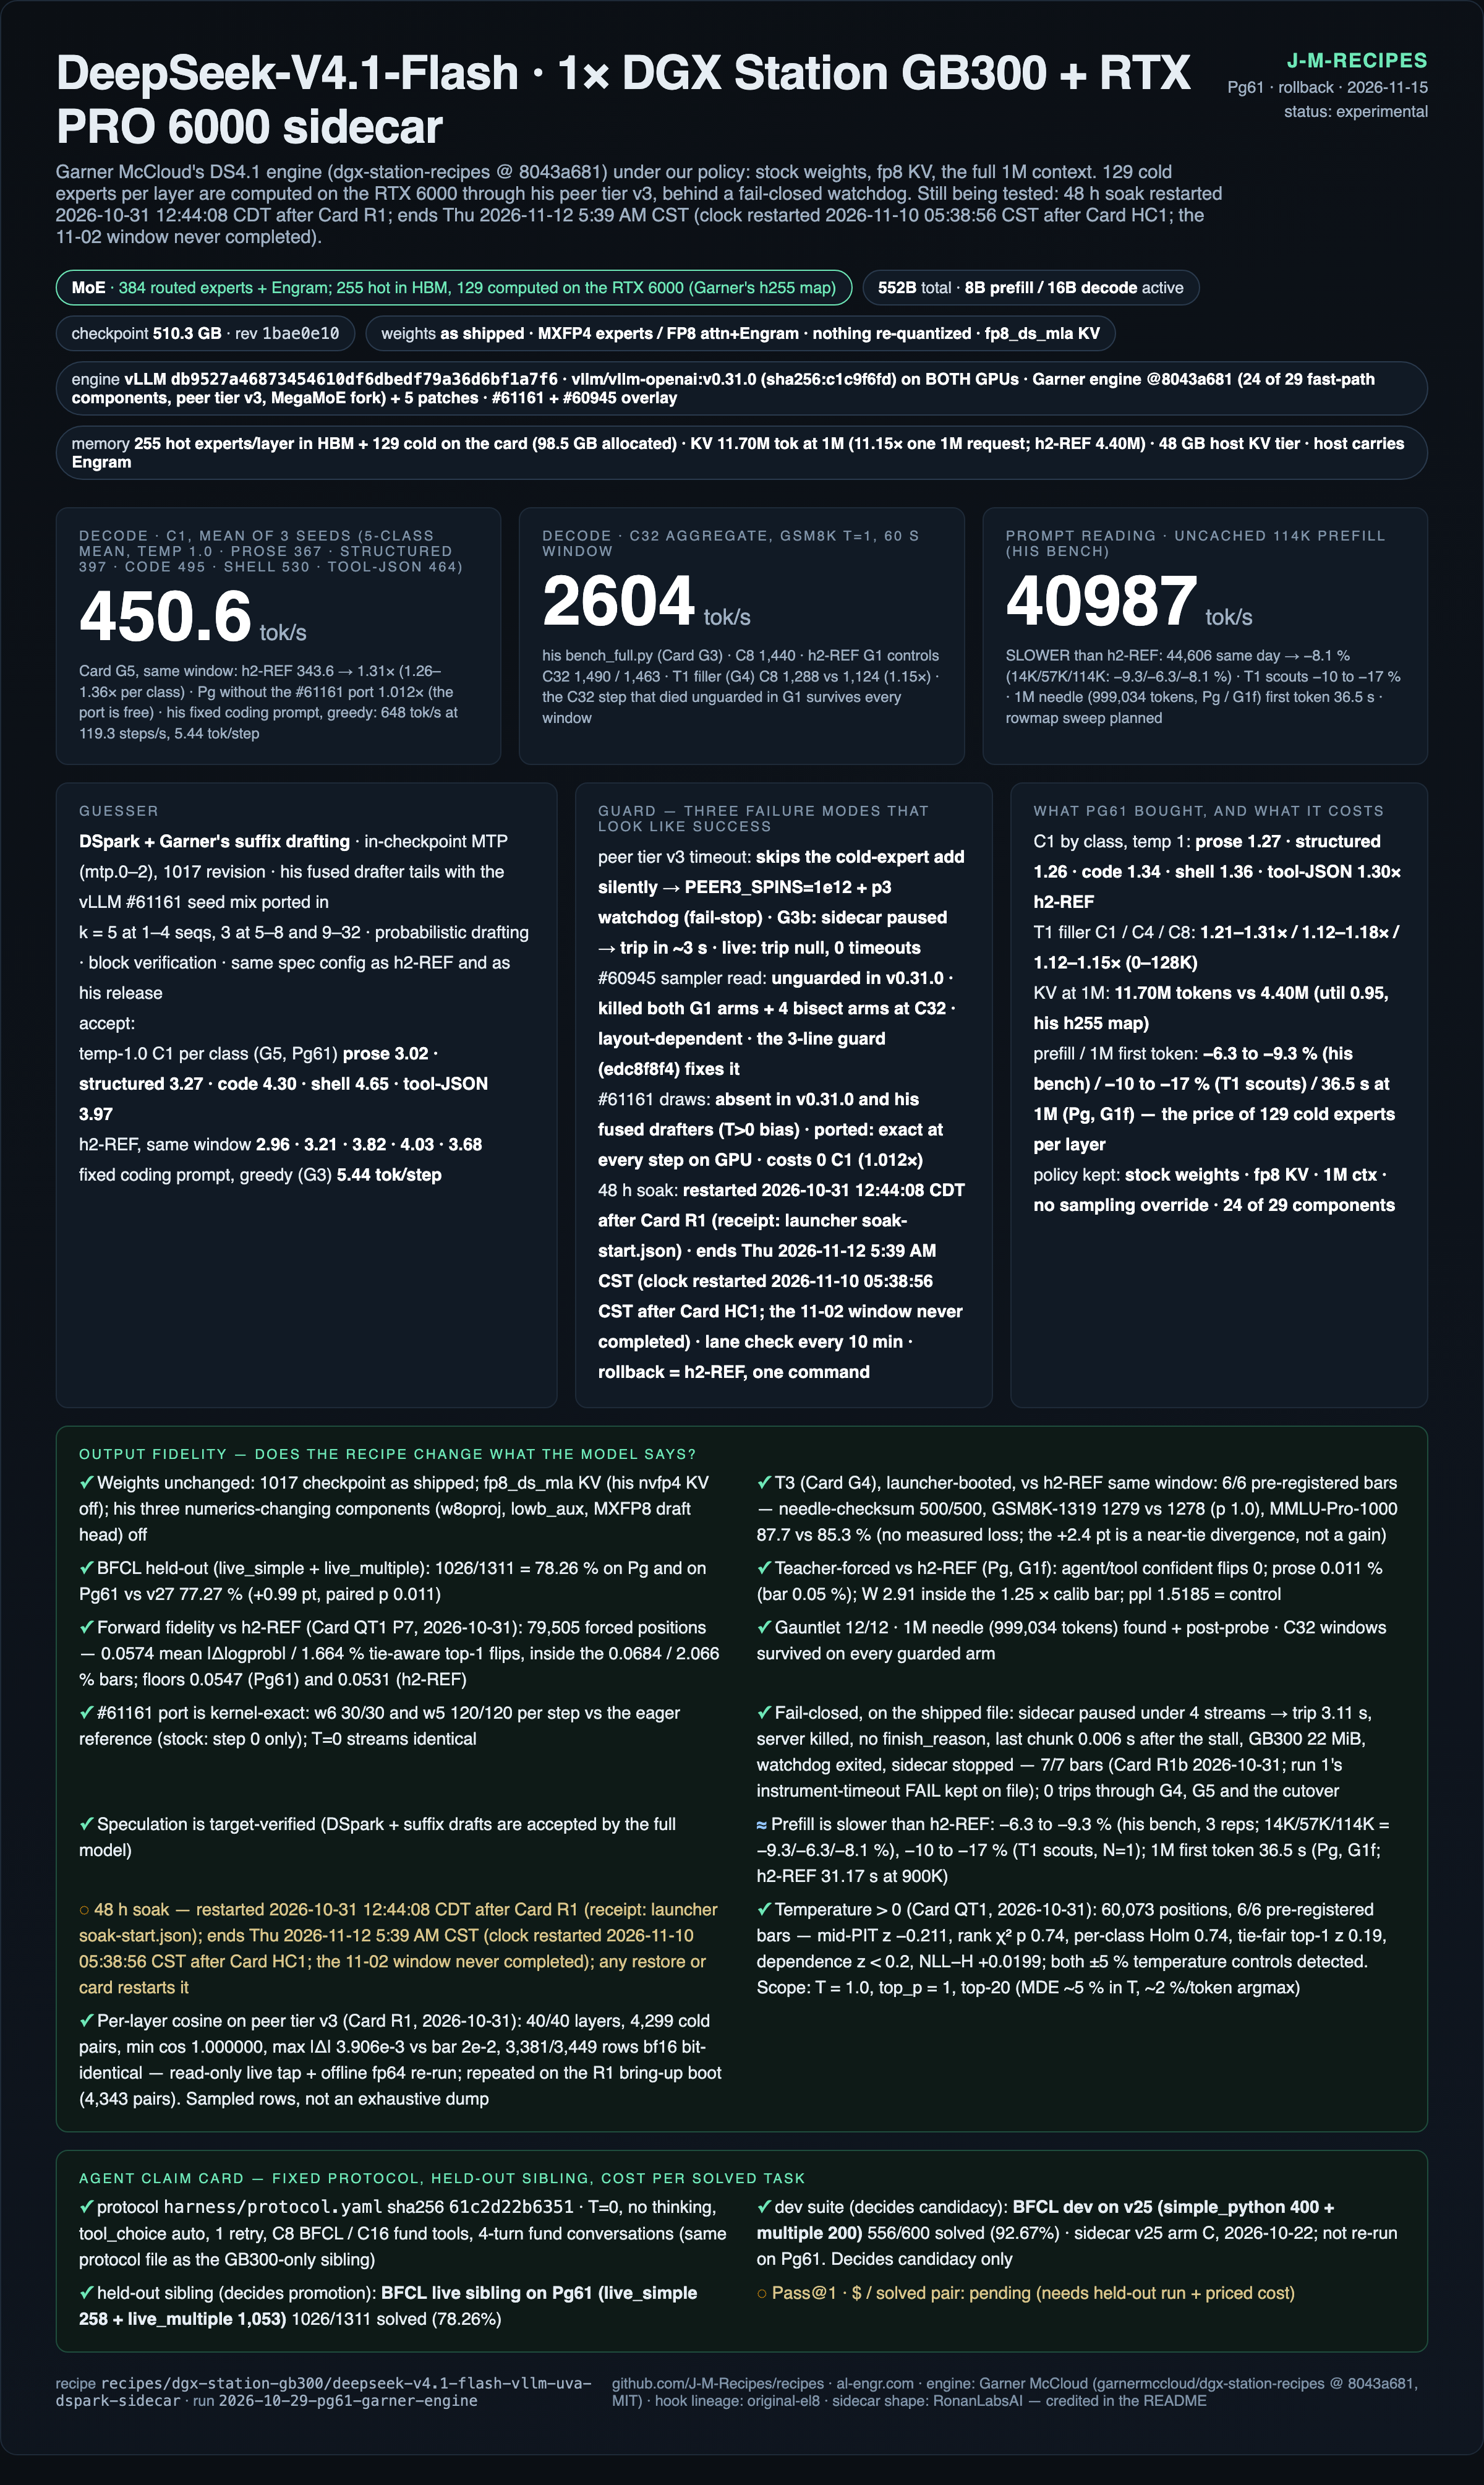 DeepSeek-V4.1-Flash · 1× DGX Station GB300 + RTX
PRO 6000 sidecar
J-M-RECIPES
Pg61 · rollback · 2026-11-15
status: experimental
Garner McCloud's DS4.1 engine (dgx-station-recipes @ 8043a681) under our policy: stock weights, fp8 KV, the full 1M context. 129 cold
experts per layer are computed on the RTX 6000 through his peer tier v3, behind a fail-closed watchdog. Still being tested: 48 h soak restarted
2026-10-31 12:44:08 CDT after Card R1; ends Thu 2026-11-12 5:39 AM CST (clock restarted 2026-11-10 05:38:56 CST after Card HC1; the
11-02 window never completed).
MoE · 384 routed experts + Engram; 255 hot in HBM, 129 computed on the RTX 6000 (Garner's h255 map)
552B total · 8B prefill / 16B decode active
checkpoint 510.3 GB · rev 1bae0e10
weights as shipped · MXFP4 experts / FP8 attn+Engram · nothing re-quantized · fp8_ds_mla KV
engine vLLM db9527a46873454610df6dbedf79a36d6bf1a7f6 · vllm/vllm-openai:v0.31.0 (sha256:c1c9f6fd) on BOTH GPUs · Garner engine @8043a681 (24 of 29 fast-path
components, peer tier v3, MegaMoE fork) + 5 patches · #61161 + #60945 overlay
memory 255 hot experts/layer in HBM + 129 cold on the card (98.5 GB allocated) · KV 11.70M tok at 1M (11.15× one 1M request; h2-REF 4.40M) · 48 GB host KV tier · host carries
Engram
DECODE · C1, MEAN OF 3 SEEDS (5-CLASS
MEAN, TEMP 1.0 · PROSE 367 · STRUCTURED
397 · CODE 495 · SHELL 530 · TOOL-JSON 464)
450.6 tok/s
Card G5, same window: h2-REF 343.6 → 1.31× (1.26–
1.36× per class) · Pg without the #61161 port 1.012× (the
port is free) · his fixed coding prompt, greedy: 648 tok/s at
119.3 steps/s, 5.44 tok/step
DECODE · C32 AGGREGATE, GSM8K T=1, 60 S
WINDOW
2604 tok/s
his bench_full.py (Card G3) · C8 1,440 · h2-REF G1 controls
C32 1,490 / 1,463 · T1 filler (G4) C8 1,288 vs 1,124 (1.15×) ·
the C32 step that died unguarded in G1 survives every
window
PROMPT READING · UNCACHED 114K PREFILL
(HIS BENCH)
40987 tok/s
SLOWER than h2-REF: 44,606 same day → −8.1 %
(14K/57K/114K: −9.3/−6.3/−8.1 %) · T1 scouts −10 to −17 %
· 1M needle (999,034 tokens, Pg / G1f) first token 36.5 s ·
rowmap sweep planned
GUESSER
DSpark + Garner's suffix drafting · in-checkpoint MTP
(mtp.0–2), 1017 revision · his fused drafter tails with the
vLLM #61161 seed mix ported in
k = 5 at 1–4 seqs, 3 at 5–8 and 9–32 · probabilistic drafting
· block verification · same spec config as h2-REF and as
his release
accept:
temp-1.0 C1 per class (G5, Pg61) prose 3.02 ·
structured 3.27 · code 4.30 · shell 4.65 · tool-JSON
3.97
h2-REF, same window 2.96 · 3.21 · 3.82 · 4.03 · 3.68
fixed coding prompt, greedy (G3) 5.44 tok/step
GUARD — THREE FAILURE MODES THAT
LOOK LIKE SUCCESS
peer tier v3 timeout: skips the cold-expert add
silently → PEER3_SPINS=1e12 + p3
watchdog (fail-stop) · G3b: sidecar paused
→ trip in ~3 s · live: trip null, 0 timeouts
#60945 sampler read: unguarded in v0.31.0 ·
killed both G1 arms + 4 bisect arms at C32 ·
layout-dependent · the 3-line guard
(edc8f8f4) fixes it
#61161 draws: absent in v0.31.0 and his
fused drafters (T>0 bias) · ported: exact at
every step on GPU · costs 0 C1 (1.012×)
48 h soak: restarted 2026-10-31 12:44:08 CDT
after Card R1 (receipt: launcher soak-
start.json) · ends Thu 2026-11-12 5:39 AM
CST (clock restarted 2026-11-10 05:38:56
CST after Card HC1; the 11-02 window never
completed) · lane check every 10 min ·
rollback = h2-REF, one command
WHAT PG61 BOUGHT, AND WHAT IT COSTS
C1 by class, temp 1: prose 1.27 · structured
1.26 · code 1.34 · shell 1.36 · tool-JSON 1.30×
h2-REF
T1 filler C1 / C4 / C8: 1.21–1.31× / 1.12–1.18× /
1.12–1.15× (0–128K)
KV at 1M: 11.70M tokens vs 4.40M (util 0.95,
his h255 map)
prefill / 1M first token: −6.3 to −9.3 % (his
bench) / −10 to −17 % (T1 scouts) / 36.5 s at
1M (Pg, G1f) — the price of 129 cold experts
per layer
policy kept: stock weights · fp8 KV · 1M ctx ·
no sampling override · 24 of 29 components
OUTPUT FIDELITY — DOES THE RECIPE CHANGE WHAT THE MODEL SAYS?
✓ Weights unchanged: 1017 checkpoint as shipped; fp8_ds_mla KV (his nvfp4 KV
off); his three numerics-changing components (w8oproj, lowb_aux, MXFP8 draft
head) off
✓ T3 (Card G4), launcher-booted, vs h2-REF same window: 6/6 pre-registered bars
— needle-checksum 500/500, GSM8K-1319 1279 vs 1278 (p 1.0), MMLU-Pro-1000
87.7 vs 85.3 % (no measured loss; the +2.4 pt is a near-tie divergence, not a gain)
✓ BFCL held-out (live_simple + live_multiple): 1026/1311 = 78.26 % on Pg and on
Pg61 vs v27 77.27 % (+0.99 pt, paired p 0.011)
✓ Teacher-forced vs h2-REF (Pg, G1f): agent/tool confident flips 0; prose 0.011 %
(bar 0.05 %); W 2.91 inside the 1.25 × calib bar; ppl 1.5185 = control
✓ Forward fidelity vs h2-REF (Card QT1 P7, 2026-10-31): 79,505 forced positions
— 0.0574 mean |Δlogprob| / 1.664 % tie-aware top-1 flips, inside the 0.0684 / 2.066
% bars; floors 0.0547 (Pg61) and 0.0531 (h2-REF)
✓ Gauntlet 12/12 · 1M needle (999,034 tokens) found + post-probe · C32 windows
survived on every guarded arm
✓ #61161 port is kernel-exact: w6 30/30 and w5 120/120 per step vs the eager
reference (stock: step 0 only); T=0 streams identical
✓ Fail-closed, on the shipped file: sidecar paused under 4 streams → trip 3.11 s,
server killed, no finish_reason, last chunk 0.006 s after the stall, GB300 22 MiB,
watchdog exited, sidecar stopped — 7/7 bars (Card R1b 2026-10-31; run 1's
instrument-timeout FAIL kept on file); 0 trips through G4, G5 and the cutover
✓ Speculation is target-verified (DSpark + suffix drafts are accepted by the full
model)
≈ Prefill is slower than h2-REF: −6.3 to −9.3 % (his bench, 3 reps; 14K/57K/114K =
−9.3/−6.3/−8.1 %), −10 to −17 % (T1 scouts, N=1); 1M first token 36.5 s (Pg, G1f;
h2-REF 31.17 s at 900K)
○ 48 h soak — restarted 2026-10-31 12:44:08 CDT after Card R1 (receipt: launcher
soak-start.json); ends Thu 2026-11-12 5:39 AM CST (clock restarted 2026-11-10
05:38:56 CST after Card HC1; the 11-02 window never completed); any restore or
card restarts it
✓ Temperature > 0 (Card QT1, 2026-10-31): 60,073 positions, 6/6 pre-registered
bars — mid-PIT z −0.211, rank χ² p 0.74, per-class Holm 0.74, tie-fair top-1 z 0.19,
dependence z < 0.2, NLL−H +0.0199; both ±5 % temperature controls detected.
Scope: T = 1.0, top_p = 1, top-20 (MDE ~5 % in T, ~2 %/token argmax)
✓ Per-layer cosine on peer tier v3 (Card R1, 2026-10-31): 40/40 layers, 4,299 cold
pairs, min cos 1.000000, max |Δ| 3.906e-3 vs bar 2e-2, 3,381/3,449 rows bf16 bit-
identical — read-only live tap + offline fp64 re-run; repeated on the R1 bring-up boot
(4,343 pairs). Sampled rows, not an exhaustive dump
AGENT CLAIM CARD — FIXED PROTOCOL, HELD-OUT SIBLING, COST PER SOLVED TASK
✓ protocol harness/protocol.yaml sha256 61c2d22b6351 · T=0, no thinking,
tool_choice auto, 1 retry, C8 BFCL / C16 fund tools, 4-turn fund conversations (same
protocol file as the GB300-only sibling)
✓ dev suite (decides candidacy): BFCL dev on v25 (simple_python 400 +
multiple 200) 556/600 solved (92.67%) · sidecar v25 arm C, 2026-10-22; not re-run
on Pg61. Decides candidacy only
✓ held-out sibling (decides promotion): BFCL live sibling on Pg61 (live_simple
258 + live_multiple 1,053) 1026/1311 solved (78.26%)
○ Pass@1 · $ / solved pair: pending (needs held-out run + priced cost)
recipe recipes/dgx-station-gb300/deepseek-v4.1-flash-vllm-uva-
dspark-sidecar · run 2026-10-29-pg61-garner-engine
github.com/J-M-Recipes/recipes · al-engr.com · engine: Garner McCloud (garnermccloud/dgx-station-recipes @ 8043a681,
MIT) · hook lineage: original-el8 · sidecar shape: RonanLabsAI — credited in the README